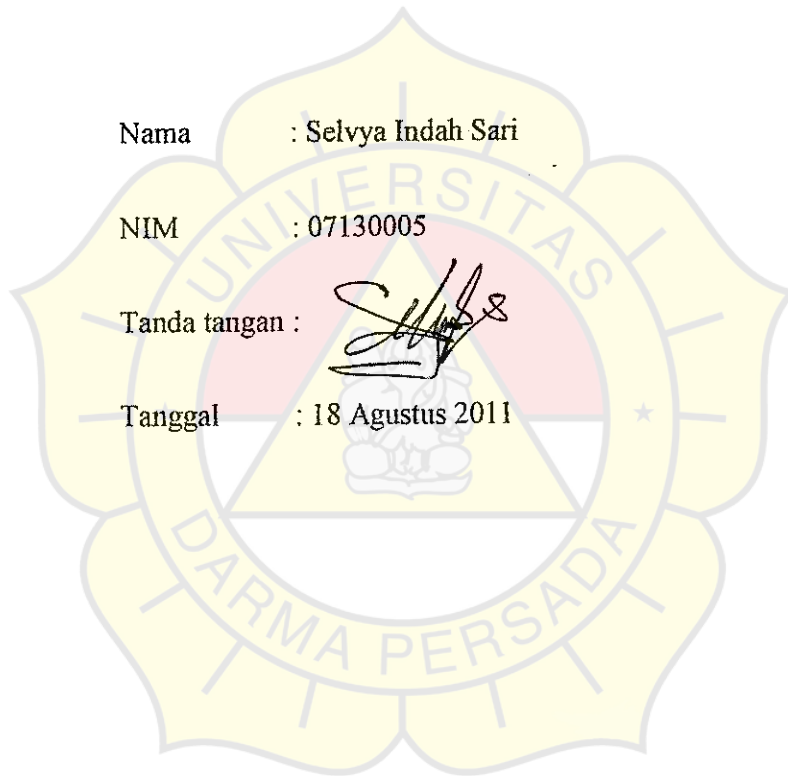 Nama : Selvya Indah Sari
NIM : 07130005
Tanda tangan :
Tanggal : 18 Agustus 2011
UNIVERSITAS
DARMA PERSADA